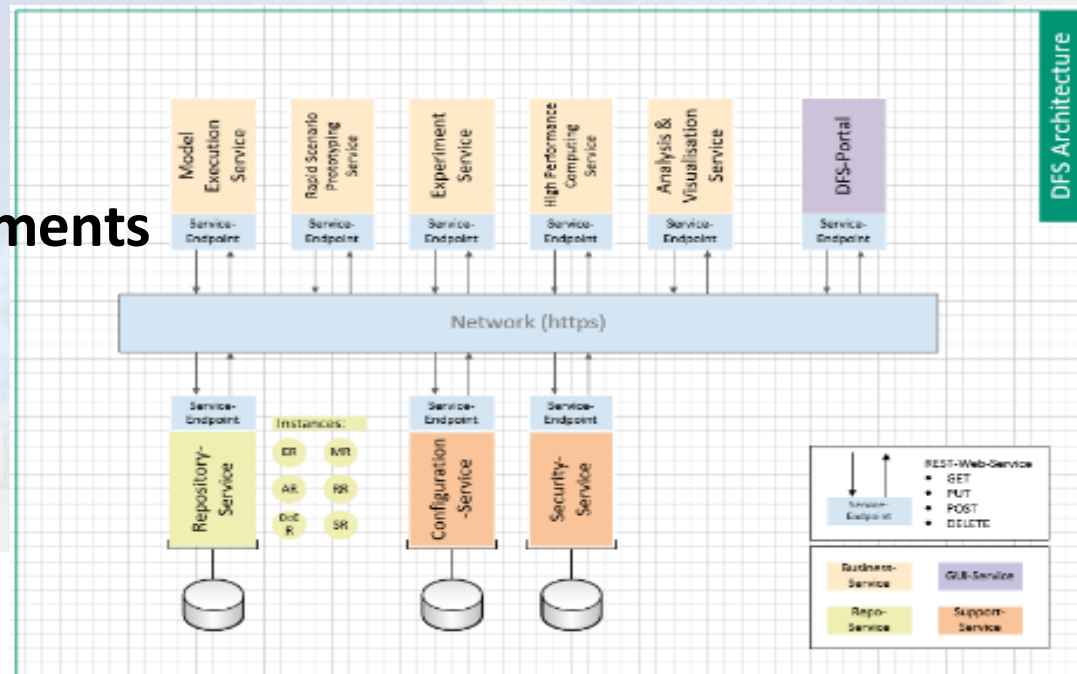 DFS Architecture
ments
Model
Execution
Service
Rapid Scenario
Prototyping
Service
Experiment
Service
High Performance
Computing
Service
Analysis &
Visualisation
Service
DFS-Portal
Service-
Endpoint
Service-
Endpoint
Service-
Endpoint
Service-
Endpoint
Service-
Endpoint
Service-
Endpoint
Network (https)
Service-
Endpoint
Service-
Endpoint
Service-
Endpoint
Repository-
Service
Instances:
ER
MR
AR
RR
DoE
R
SR
Configuration
-Service
Security-
Service
Service-
Endpoint
REST-Web-Service
• GET
• PUT
• POST
• DELETE
Business-
Service
GUI-Service
Repo-
Service
Support-
Service